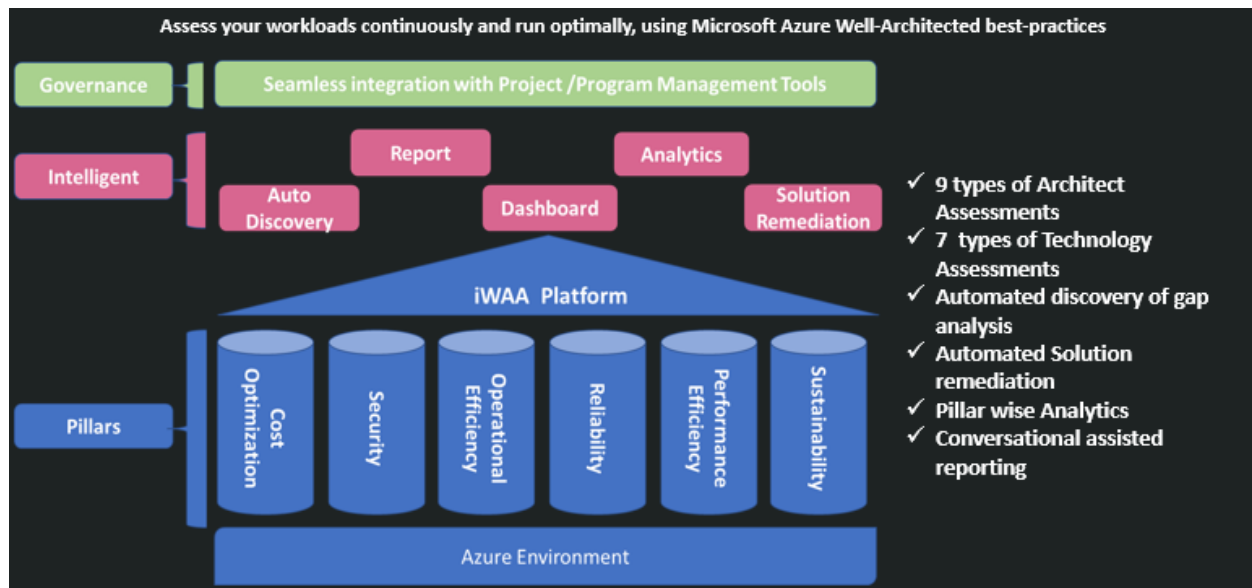 Assess your workloads continuously and run optimally, using Microsoft Azure Well-Architected best-practices
Governance
Seamless integration with Project /Program Management Tools
Intelligent
Report
Analytics
Auto
Discovery
Dashboard
Solution
Remediation
iWAA Platform
Pillars
Cost
Optimization
Security
Operational
Efficiency
Reliability
Performance
Efficiency
Sustainability
Azure Environment
✓ 9 types of Architect
Assessments
✓ 7 types of Technology
Assessments
✓ Automated discovery of gap
analysis
✓ Automated Solution
remediation
✓ Pillar wise Analytics
✓ Conversational assisted
reporting